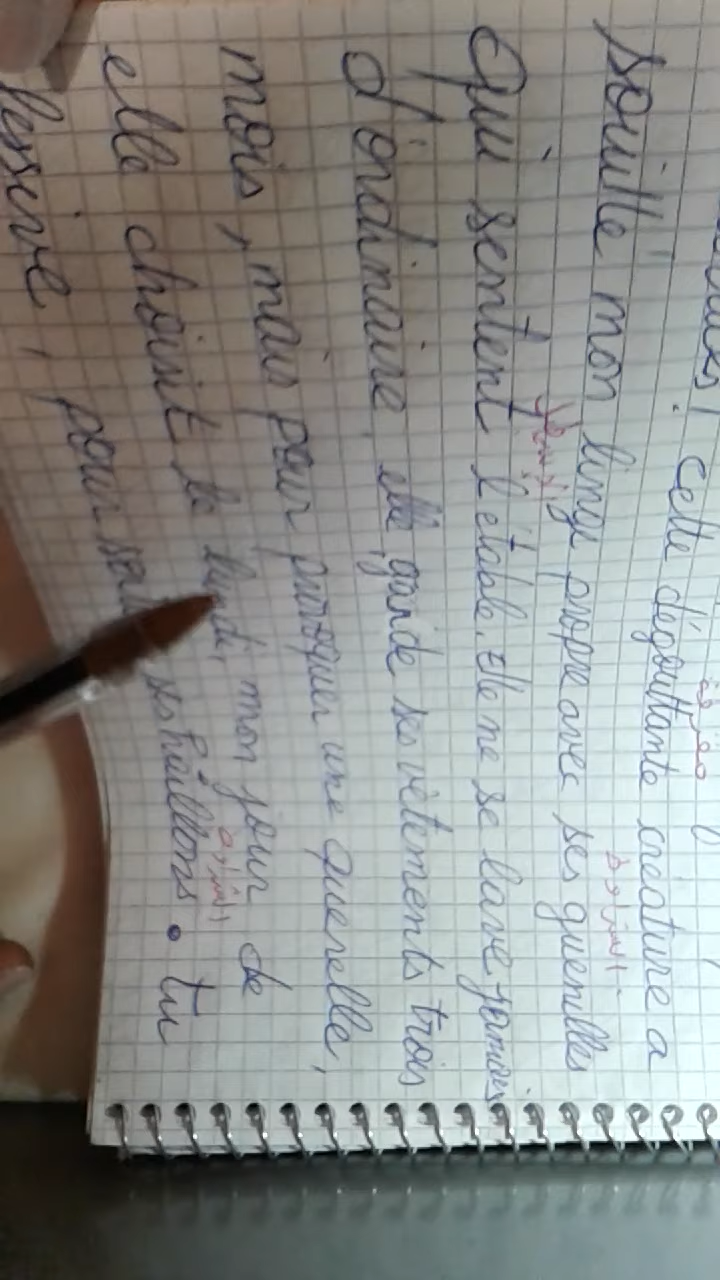 ! cette dégouttante créature a
souillé mon linge propre avec ses guenilles
Qui sentent l'étable. Elle ne se lave jamais
d'ordinaire, elle garde ses vêtements trois
mois, mais pour provoquer une querelle,
elle choisit le lundi, mon jour de
lessive, pour ses haillons. tu